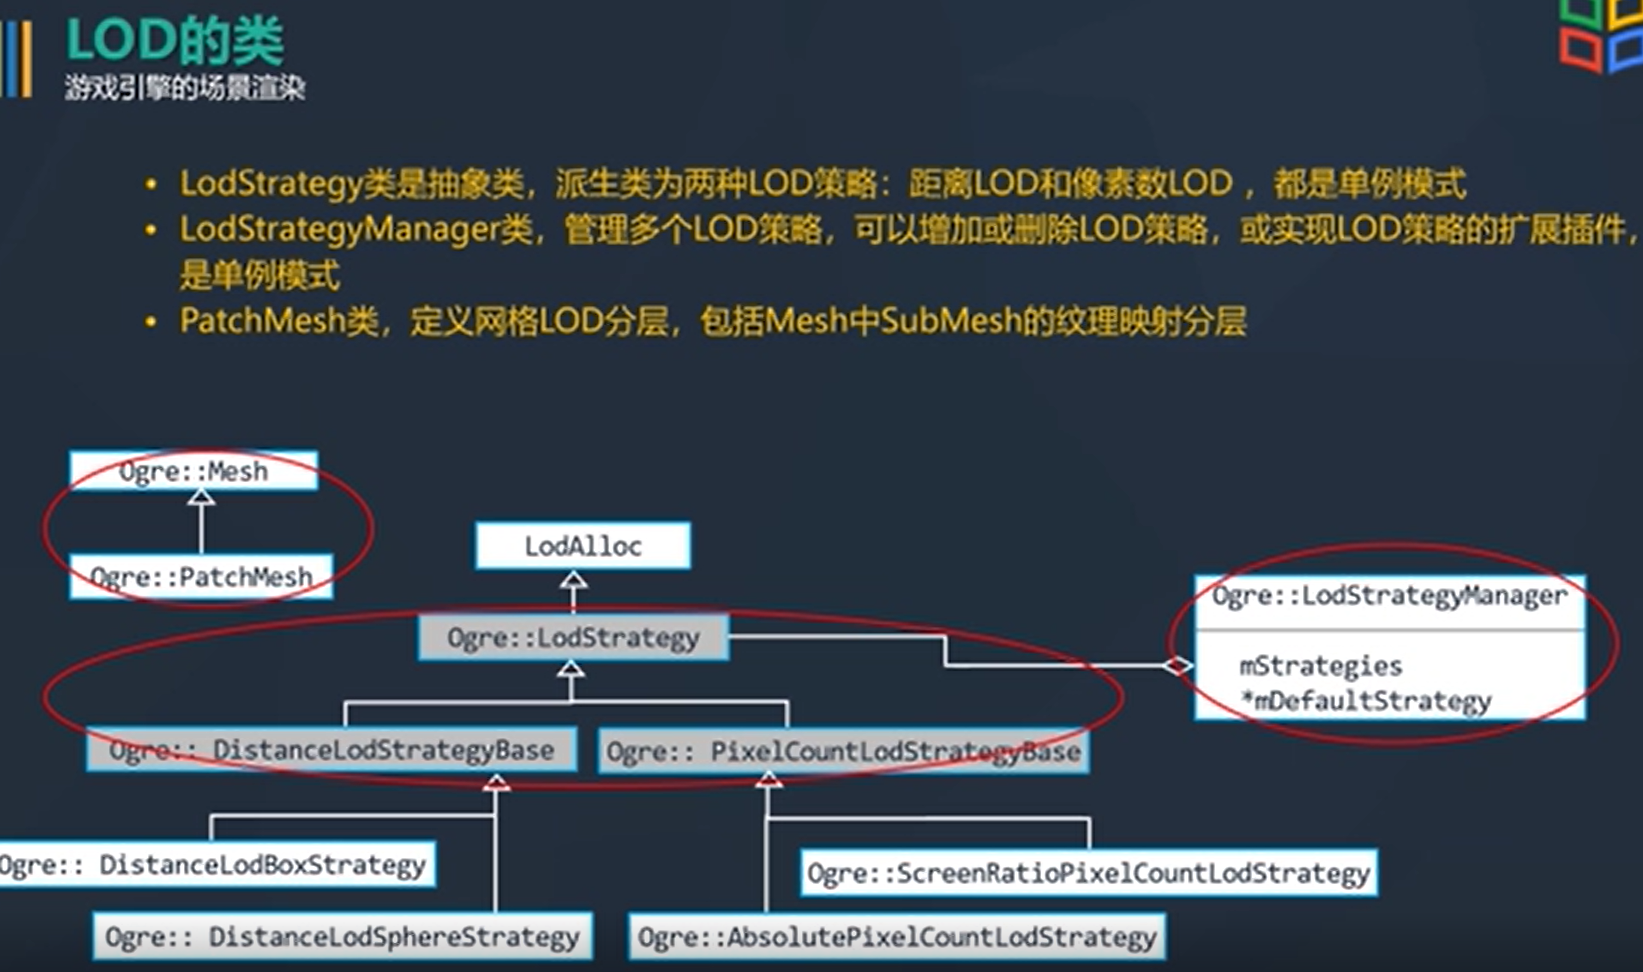 LOD的类
游戏引擎的场景渲染
• LodStrategy类是抽象类，派生类为两种LOD策略：距离LOD和像素数LOD ，都是单例模式
• LodStrategyManager类，管理多个LOD策略，可以增加或删除LOD策略，或实现LOD策略的扩展插件，
是单例模式
• PatchMesh类，定义网格LOD分层，包括Mesh中SubMesh的纹理映射分层
Ogre::Mesh
Ogre::PatchMesh
LodAlloc
Ogre::LodStrategy
Ogre::LodStrategyManager
mStrategies
*mDefaultStrategy
Ogre:: DistanceLodStrategyBase
Ogre:: PixelCountLodStrategyBase
Ogre:: DistanceLodBoxStrategy
Ogre::ScreenRatioPixelCountLodStrategy
Ogre:: DistanceLodSphereStrategy
Ogre::AbsolutePixelCountLodStrategy